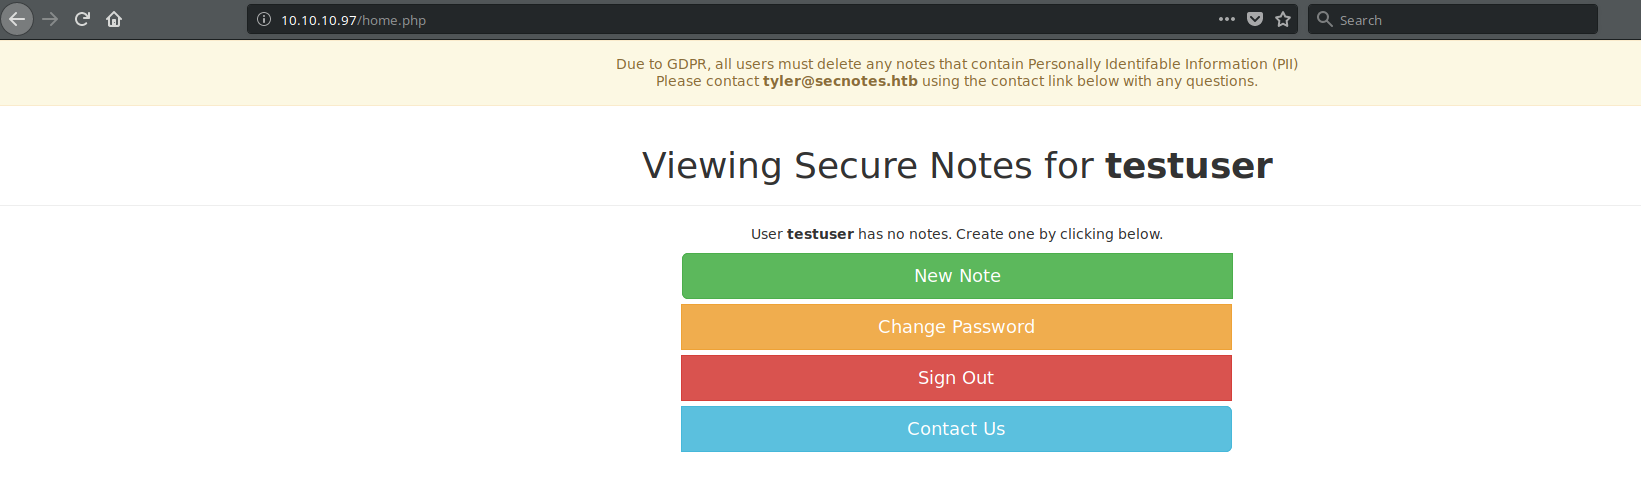 10.10.10.97/home.php
Search
Due to GDPR, all users must delete any notes that contain Personally Identifable Information (PII)
Please contact tyler@secnotes.htb using the contact link below with any questions.
Viewing Secure Notes for testuser
User testuser has no notes. Create one by clicking below.
New Note
Change Password
Sign Out
Contact Us